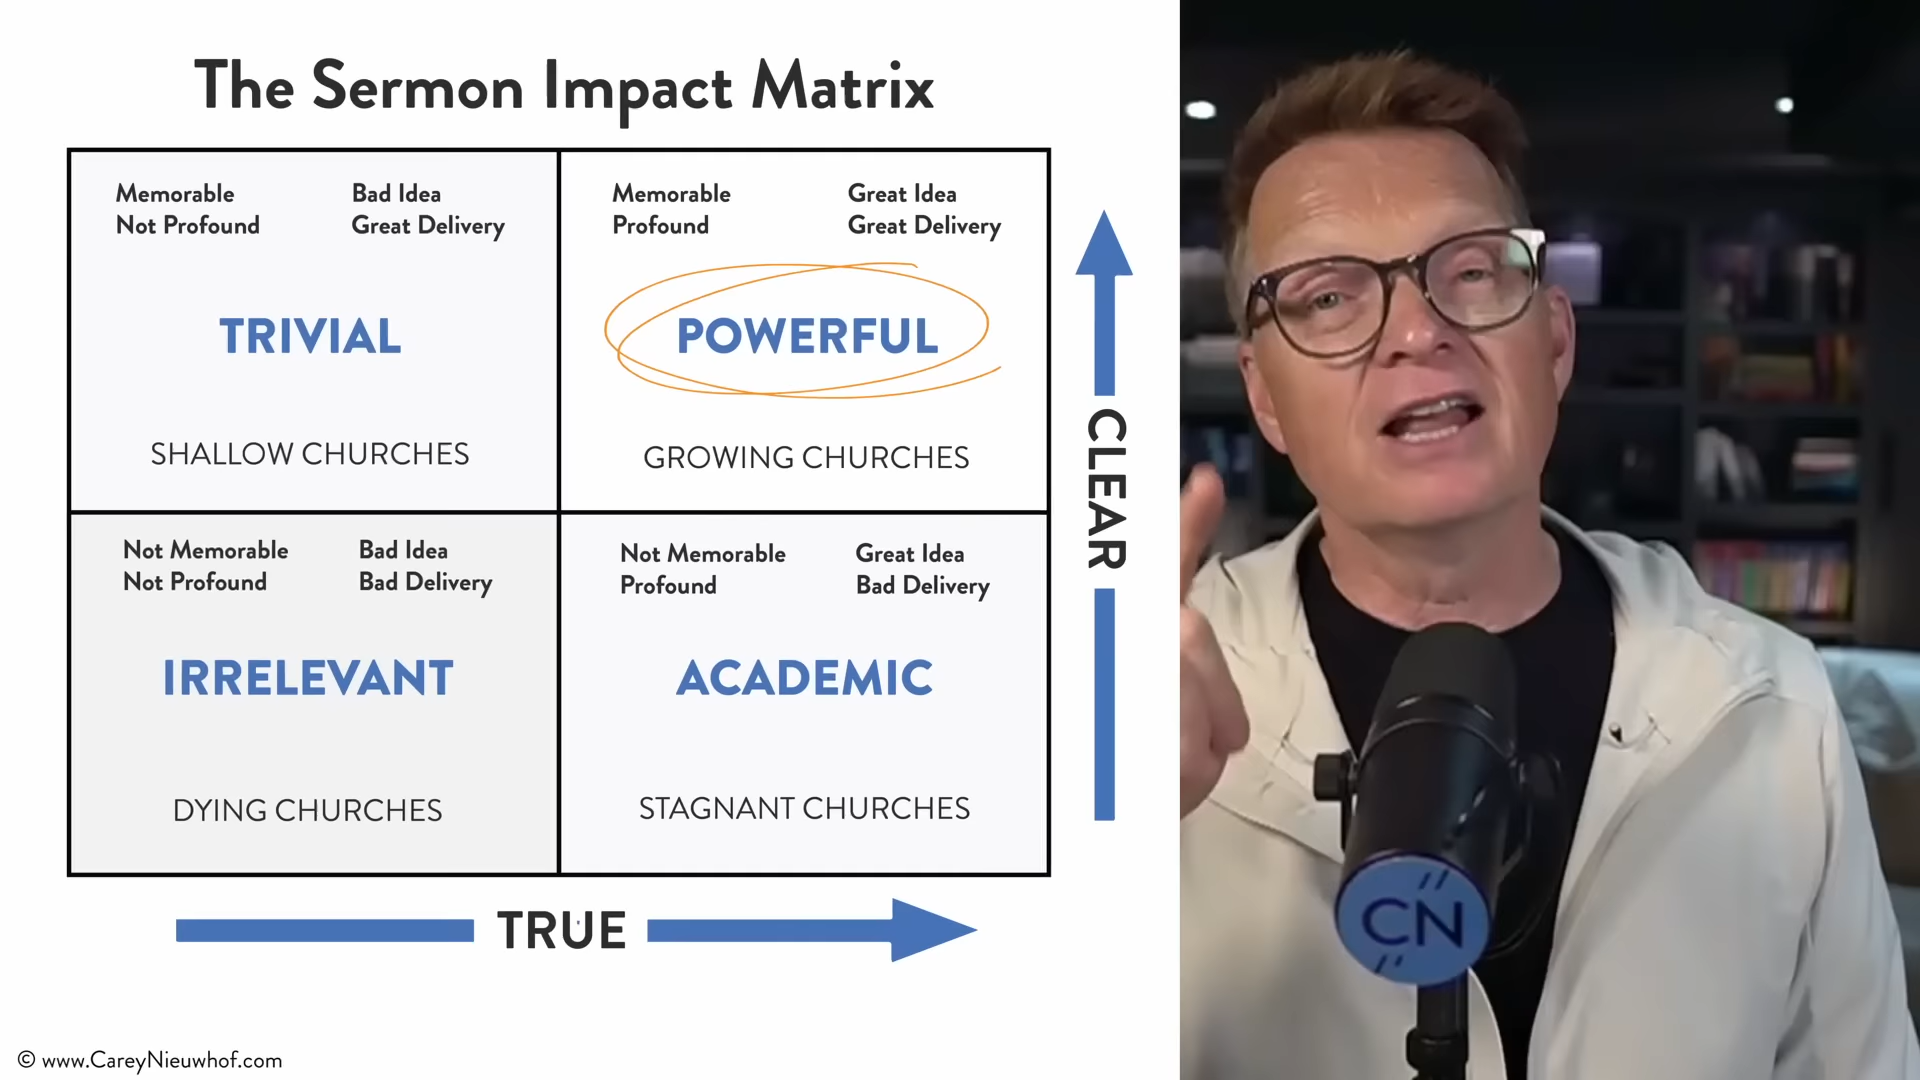 The Sermon Impact Matrix
Memorable
Not Profound
Bad Idea
Great Delivery
TRIVIAL
SHALLOW CHURCHES
Memorable
Profound
Great Idea
Great Delivery
POWERFUL
GROWING CHURCHES
Not Memorable
Not Profound
Bad Idea
Bad Delivery
IRRELEVANT
DYING CHURCHES
Not Memorable
Profound
Great Idea
Bad Delivery
ACADEMIC
STAGNANT CHURCHES
CLEAR
TRUE
© www.CareyNieuwhof.com
CN